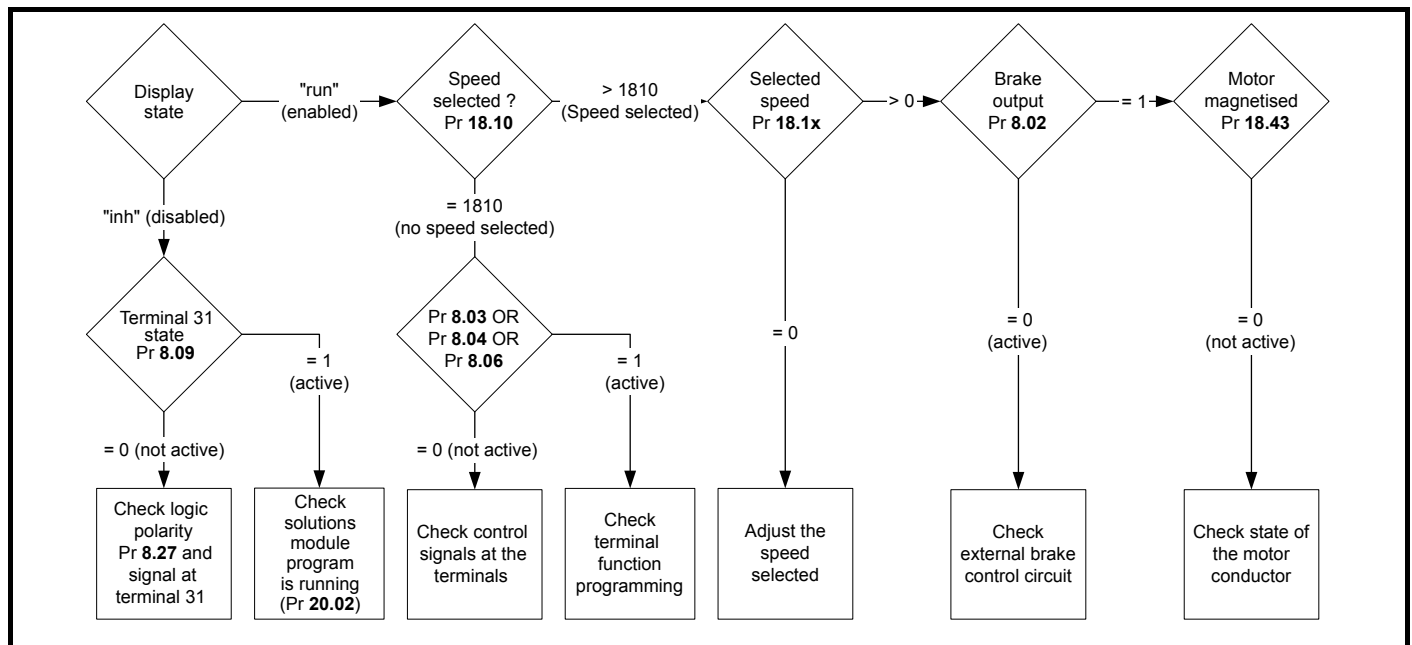 Display
state
"run"
(enabled)
Speed
selected ?
Pr 18.10
> 1810
(Speed selected)
Selected
speed
Pr 18.1x
> 0
Brake
output
Pr 8.02
= 1
Motor
magnetised
Pr 18.43
"inh" (disabled)
= 1810
(no speed selected)
Terminal 31
state
Pr 8.09
= 1
(active)
Pr 8.03 OR
Pr 8.04 OR
Pr 8.06
= 1
(active)
= 0
= 0
(active)
= 0
(not active)
= 0 (not active)
= 0 (not active)
Check logic
polarity
Pr 8.27 and
signal at
terminal 31
Check
solutions
module
program
is running
(Pr 20.02)
Check control
signals at the
terminals
Check
terminal
function
programming
Adjust the
speed
selected
Check
external brake
control circuit
Check state of
the motor
conductor